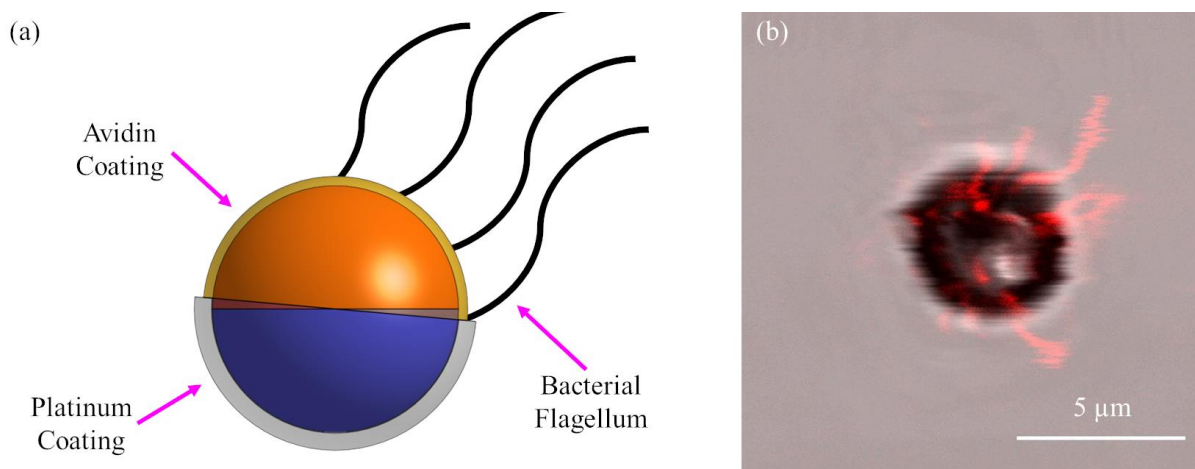 (a)
Avidin
Coating
Platinum
Coating
Bacterial
Flagellum
(b)
5 µm